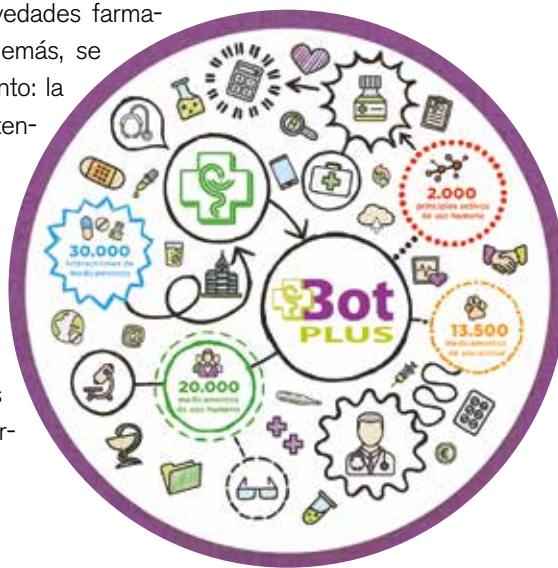 vedades farma-
emás, se
nto: la
ten-
s
r-
2.000
principios activos
de uso humano
30.000
interacciones de
medicamentos
Bot
PLUS
13.500
medicamentos
de uso animal
20.000
medicamentos
de uso humano